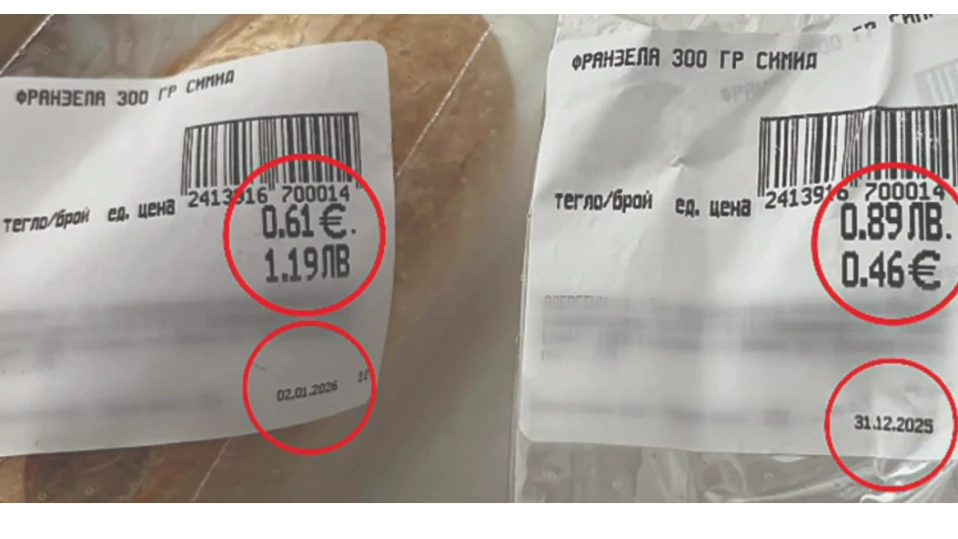 ФРАНЗЕЛА 300 ГР СИМИД
2413916 700014
тегло/брой ед. цена
0.61 €.
1.19ЛВ
02.01.2026
ФРАНЗЕЛА 300 ГР СИМИД
2413916 700014
тегло/брой ед. цена
0.89ЛВ.
0.46€
31.12.2025